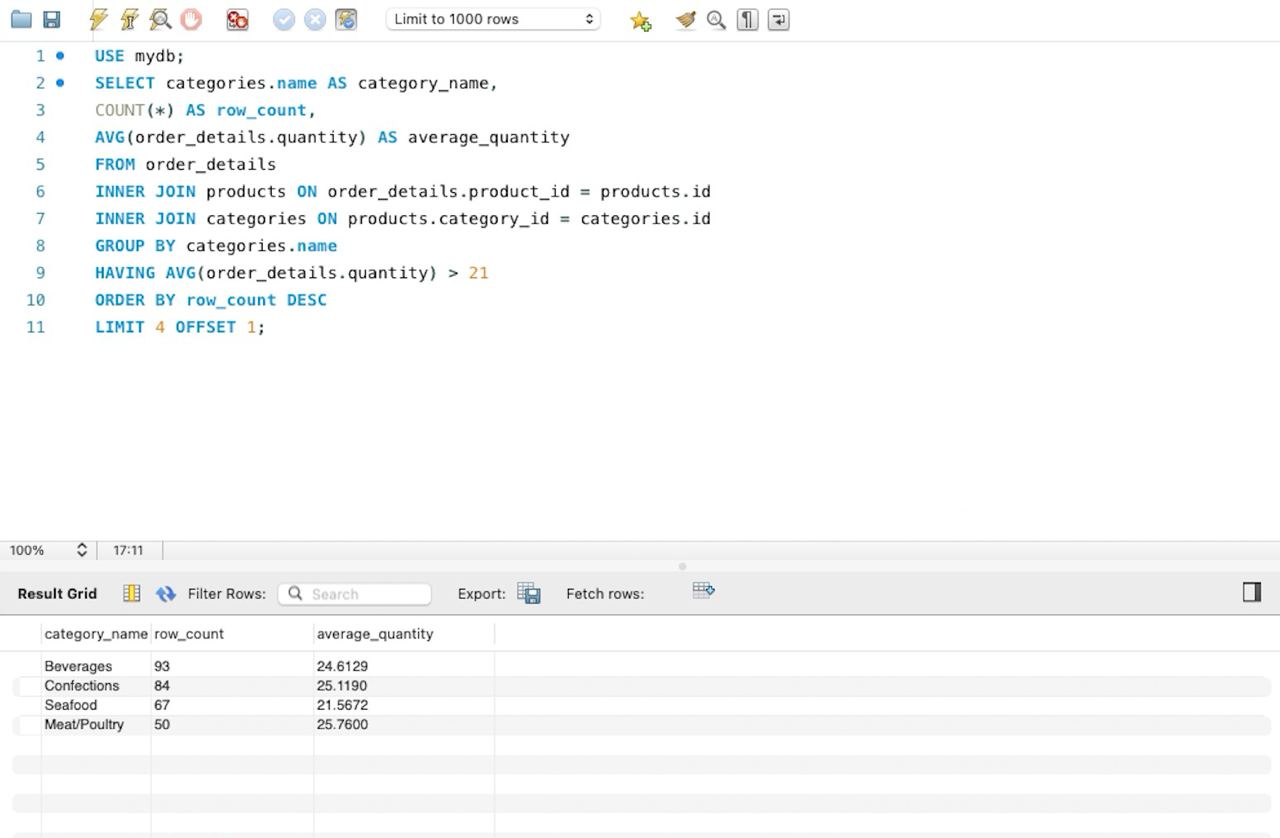 Limit to 1000 rows
1 USE mydb;
2 SELECT categories.name AS category_name,
3 COUNT(*) AS row_count,
4 AVG(order_details.quantity) AS average_quantity
5 FROM order_details
6 INNER JOIN products ON order_details.product_id = products.id
7 INNER JOIN categories ON products.category_id = categories.id
8 GROUP BY categories.name
9 HAVING AVG(order_details.quantity) > 21
10 ORDER BY row_count DESC
11 LIMIT 4 OFFSET 1;
100% 17:11
Result Grid Filter Rows: Search Export: Fetch rows:
category_name row_count average_quantity
Beverages 93 24.6129
Confections 84 25.1190
Seafood 67 21.5672
Meat/Poultry 50 25.7600